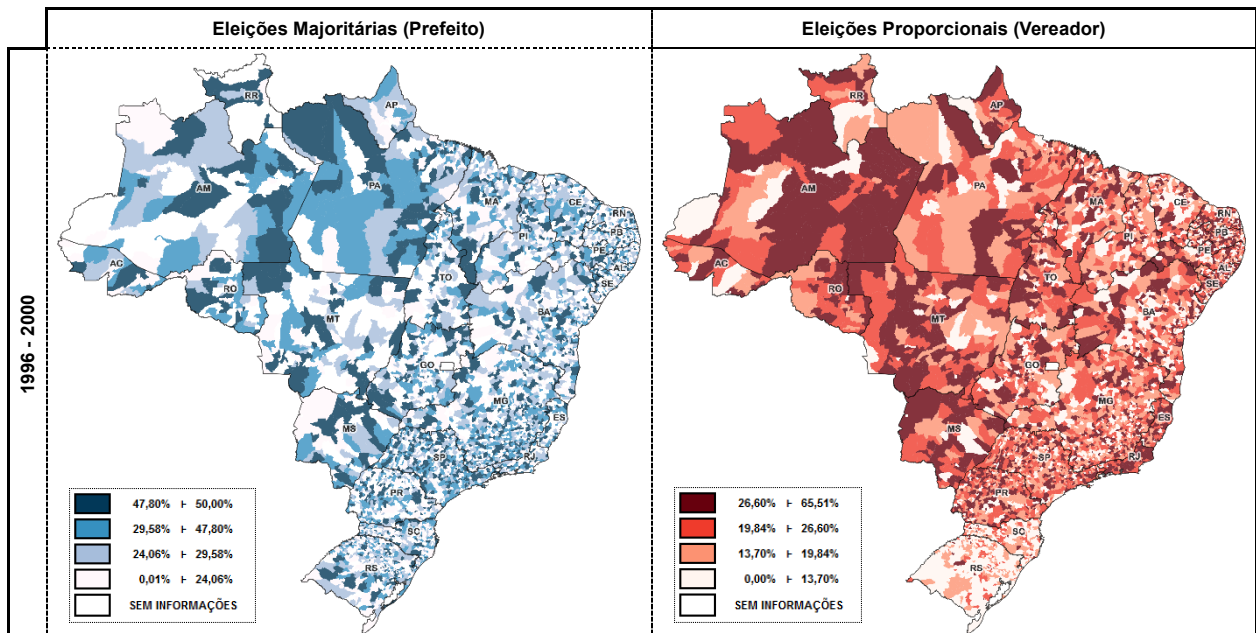 Eleições Majoritárias (Prefeito)
Eleições Proporcionais (Vereador)
1996 - 2000
RR
AP
AM
PA
MA
CE
RN
PB
PI
PE
AL
SE
AC
TO
RO
BA
MT
GO
MG
ES
MS
SP
RJ
PR
SC
RS
47,80% ⊦ 50,00%
29,58% ⊦ 47,80%
24,06% ⊦ 29,58%
0,01% ⊦ 24,06%
SEM INFORMAÇÕES
RR
AP
AM
PA
MA
CE
RN
PB
PI
PE
AL
SE
AC
TO
RO
BA
MT
GO
MG
ES
MS
SP
RJ
PR
SC
RS
26,60% ⊦ 65,51%
19,84% ⊦ 26,60%
13,70% ⊦ 19,84%
0,00% ⊦ 13,70%
SEM INFORMAÇÕES